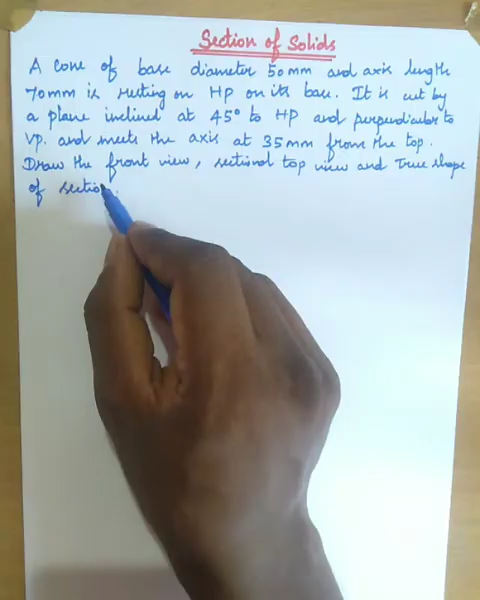 Section of Solids
A cone of base diameter 50mm and axis length
70mm is resting on HP on its base. It is cut by
a plane inclined at 45° to HP and perpendicular to
VP. and meets the axis at 35mm from the top.
Draw the front view, sectional top view and True shape
of section.